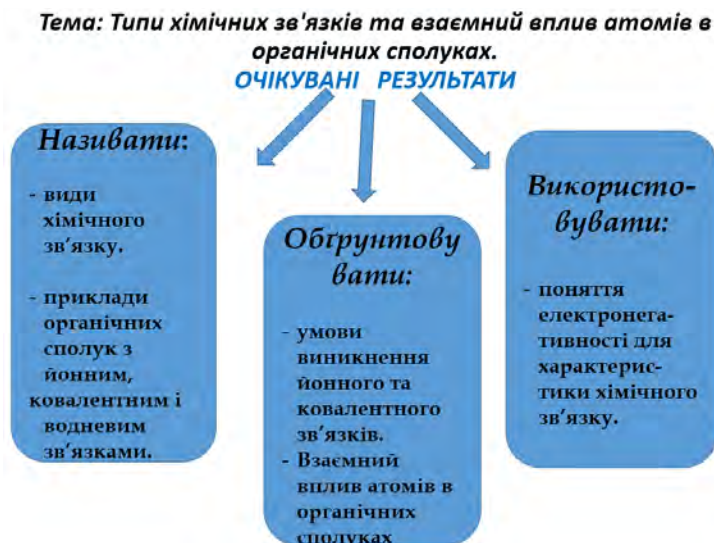 Тема: Типи хімічних зв'язків та взаємний вплив атомів в
органічних сполуках.
ОЧІКУВАНІ РЕЗУЛЬТАТИ
Називати:
- види
хімічного
зв’язку.
- приклади
органічних
сполук з
йонним,
ковалентним і
водневим
зв’язками.
Обґрунтову
вати:
- умови
виникнення
йонного та
ковалентного
зв’язків.
- Взаємний
вплив атомів в
органічних
сполуках
Використо-
вувати:
- поняття
електронега-
тивності для
характерис-
тики хімічного
зв’язку.